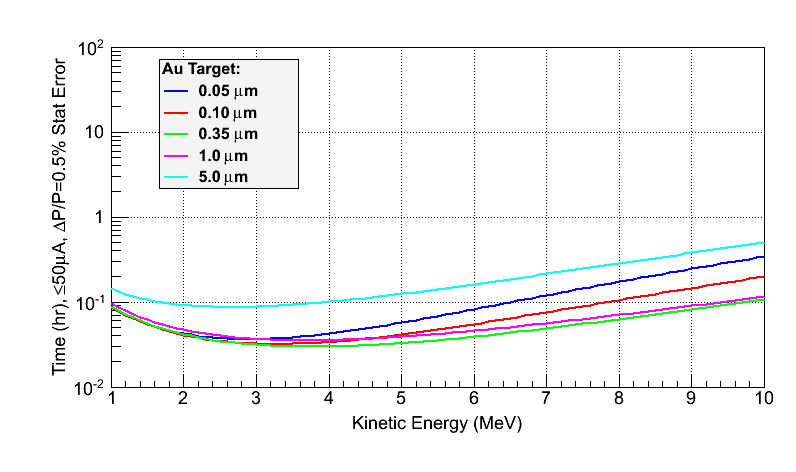 Time (hr), ≤50μA, ΔP/P=0.5% Stat Error
10²
10
1
10⁻¹
10⁻²
Au Target:
0.05 μm
0.10 μm
0.35 μm
1.0 μm
5.0 μm
1 2 3 4 5 6 7 8 9 10
Kinetic Energy (MeV)